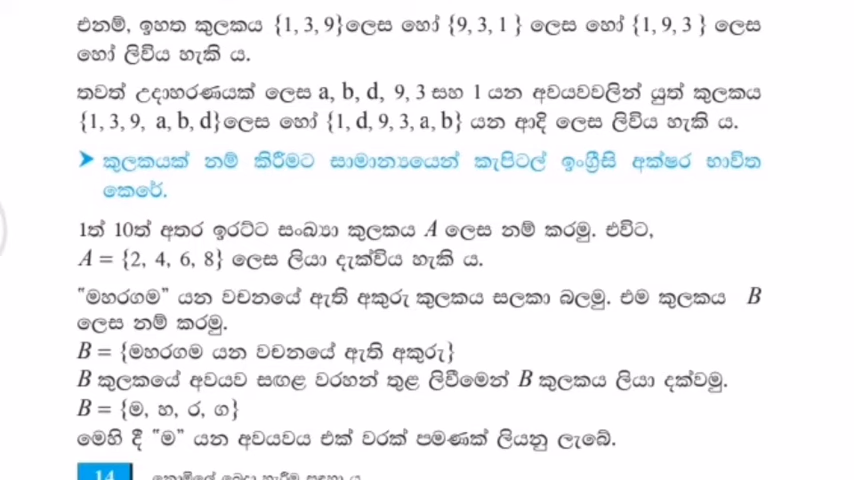 එනම්, ඉහත කුලකය {1, 3, 9}ලෙස හෝ {9, 3, 1 } ලෙස හෝ {1, 9, 3 } ලෙස
හෝ ලිවිය හැකි ය.
තවත් උදාහරණයක් ලෙස a, b, d, 9, 3 සහ 1 යන අවයවවලින් යුත් කුලකය
{1, 3, 9, a, b, d}ලෙස හෝ {1, d, 9, 3, a, b} යන ආදි ලෙස ලිවිය හැකි ය.
➤ කුලකයක් නම් කිරීමට සාමාන්‍යයෙන් කැපිටල් ඉංග්‍රීසි අක්ෂර භාවිත
කෙරේ.
1ත් 10ත් අතර ඉරට්ට සංඛ්‍යා කුලකය A ලෙස නම් කරමු. එවිට,
A = {2, 4, 6, 8} ලෙස ලියා දැක්විය හැකි ය.
"මහරගම" යන වචනයේ ඇති අකුරු කුලකය සලකා බලමු. එම කුලකය B
ලෙස නම් කරමු.
B = {මහරගම යන වචනයේ ඇති අකුරු}
B කුලකයේ අවයව සඟළ වරහන් තුළ ලිවීමෙන් B කුලකය ලියා දක්වමු.
B = {ම, හ, ර, ග}
මෙහි දී "ම" යන අවයවය එක් වරක් පමණක් ලියනු ලැබේ.
14 නොමිලේ බෙදා හැරීම සඳහා ය